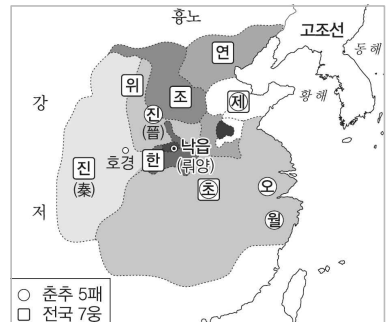 흉노
고조선
연
동해
위
조
제
황해
강
진
(晉)
낙읍
호경
한
(뤄양)
진
(秦)
초
오
월
저
춘추 5패
전국 7웅